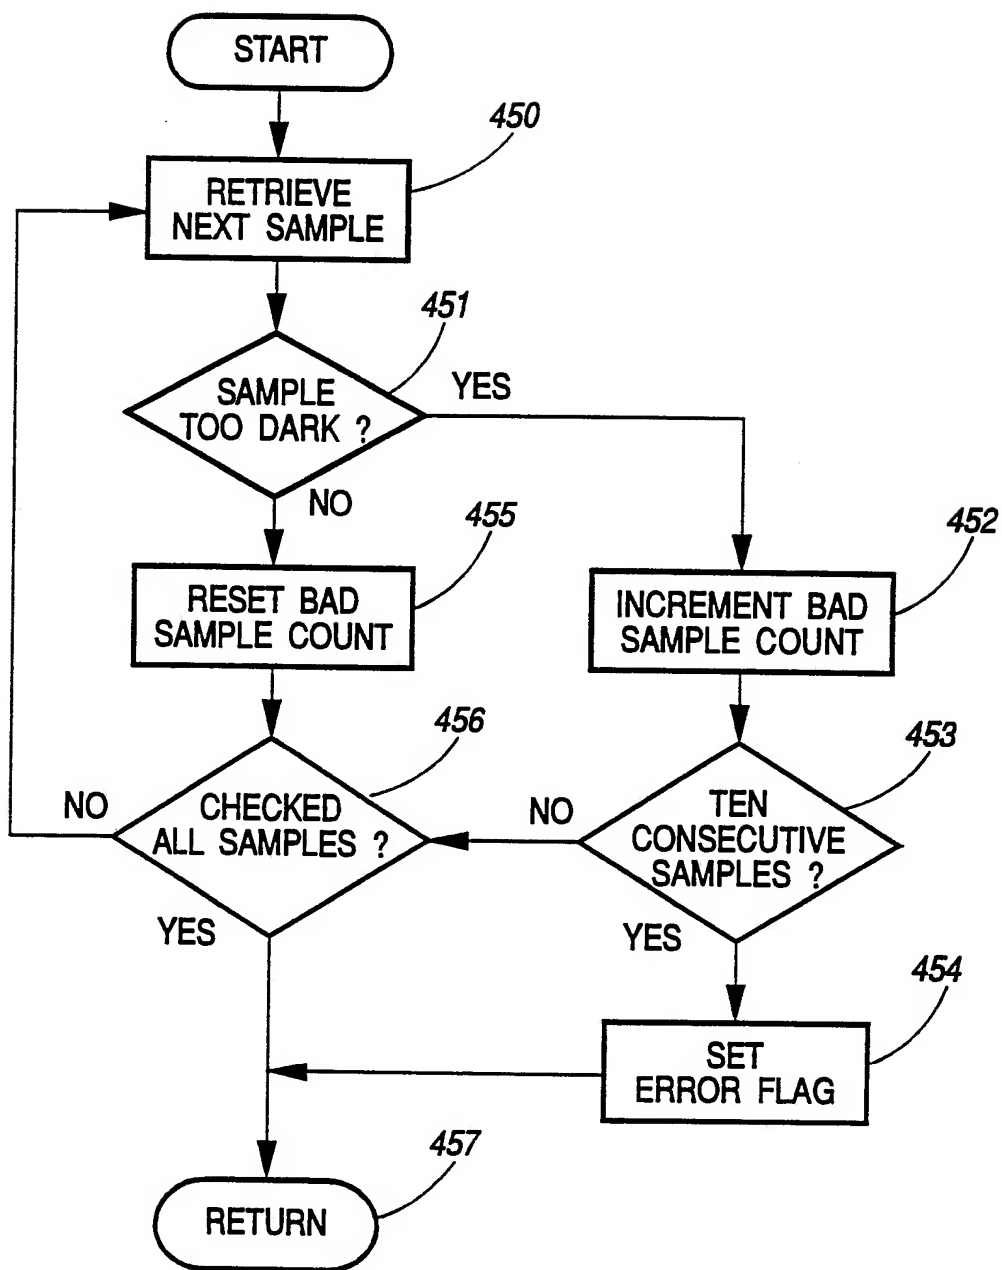 START
450
RETRIEVE
NEXT SAMPLE
451
SAMPLE
TOO DARK ?
YES
NO
455
RESET BAD
SAMPLE COUNT
452
INCREMENT BAD
SAMPLE COUNT
456
CHECKED
ALL SAMPLES ?
NO
YES
453
TEN
CONSECUTIVE
SAMPLES ?
NO
YES
454
SET
ERROR FLAG
457
RETURN